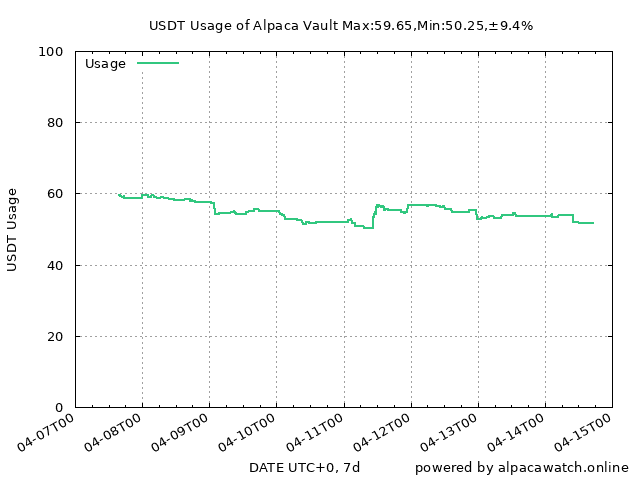 USDT Usage of Alpaca Vault Max:59.65,Min:50.25,±9.4%
100
Usage
80
60
USDT Usage
40
20
0
04-07T00
04-08T00
04-09T00
04-10T00
04-11T00
04-12T00
04-13T00
04-14T00
04-15T00
DATE UTC+0, 7d
powered by alpacawatch.online